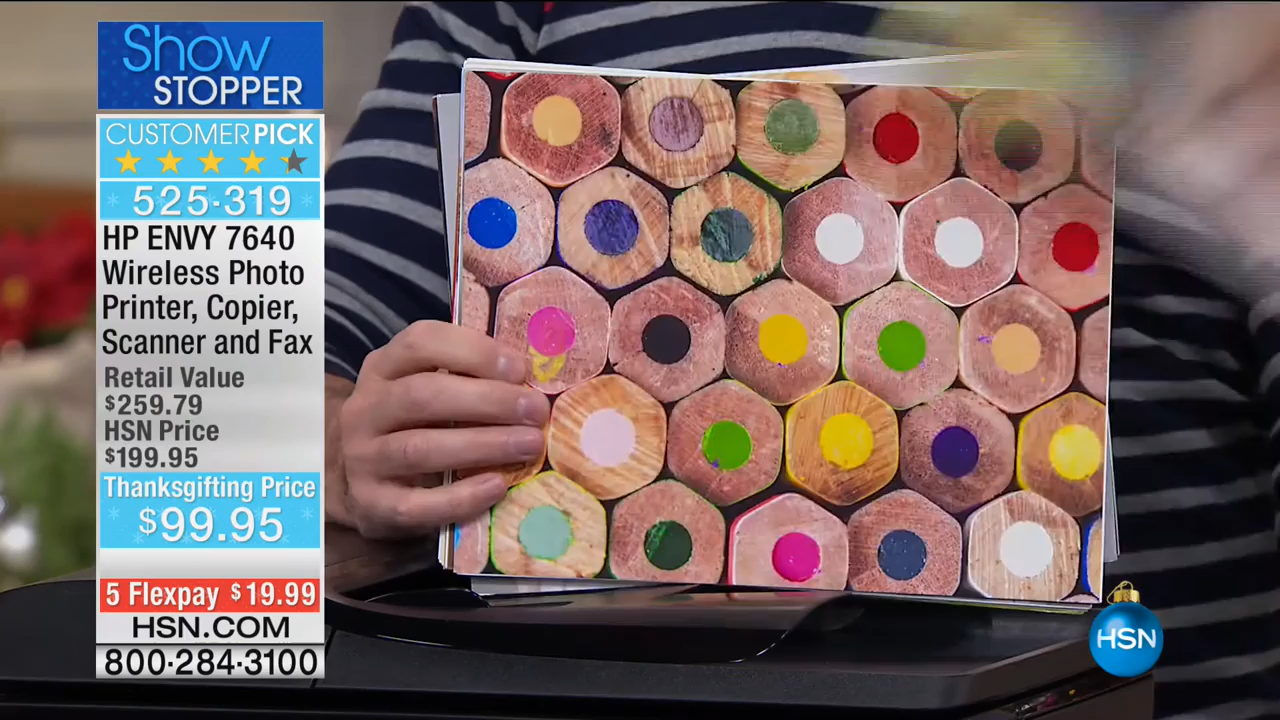 Show
STOPPER
CUSTOMER PICK
525-319
HP ENVY 7640
Wireless Photo
Printer, Copier,
Scanner and Fax
Retail Value
$259.79
HSN Price
$199.95
Thanksgifting Price
$99.95
5 Flexpay $19.99
HSN.COM
800-284-3100
HSN